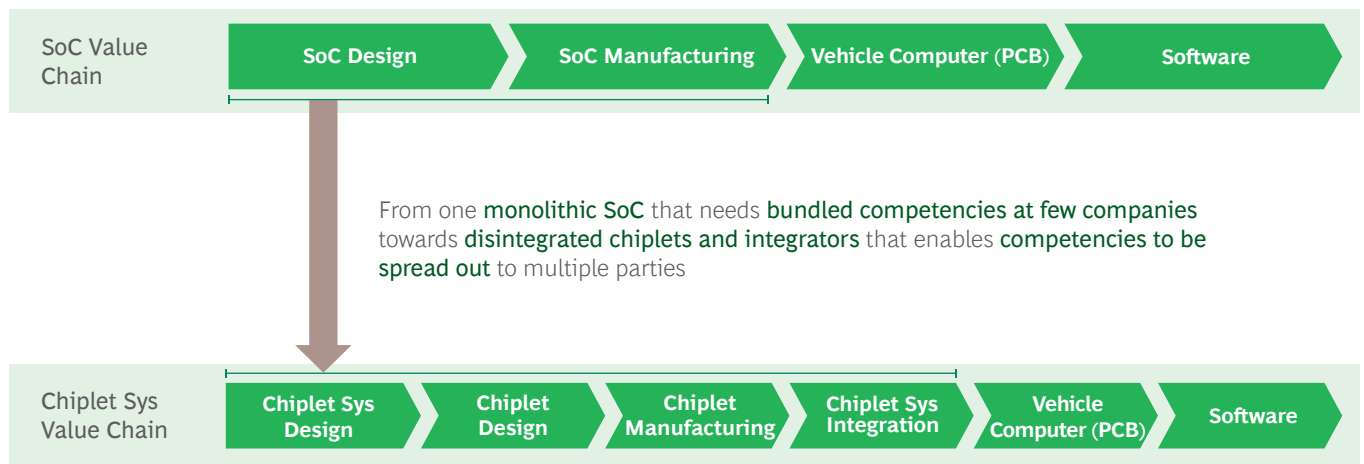 SoC Value
Chain
SoC Design
SoC Manufacturing
Vehicle Computer (PCB)
Software
From one monolithic SoC that needs bundled competencies at few companies
towards disintegrated chiplets and integrators that enables competencies to be
spread out to multiple parties
Chiplet Sys
Value Chain
Chiplet Sys
Design
Chiplet
Design
Chiplet
Manufacturing
Chiplet Sys
Integration
Vehicle
Computer (PCB)
Software